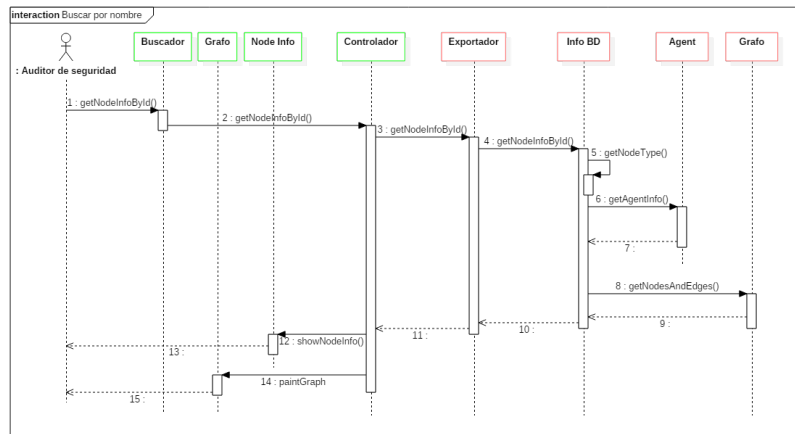 interaction Buscar por nombre
Buscador
Grafo
Node Info
Controlador
Exportador
Info BD
Agent
Grafo
: Auditor de seguridad
1 : getNodeInfoById()
2 : getNodeInfoById()
3 : getNodeInfoById()
4 : getNodeInfoById()
5 : getNodeType()
6 : getAgentInfo()
7 :
8 : getNodesAndEdges()
9 :
10 :
11 :
12 : showNodeInfo()
13 :
14 : paintGraph
15 :